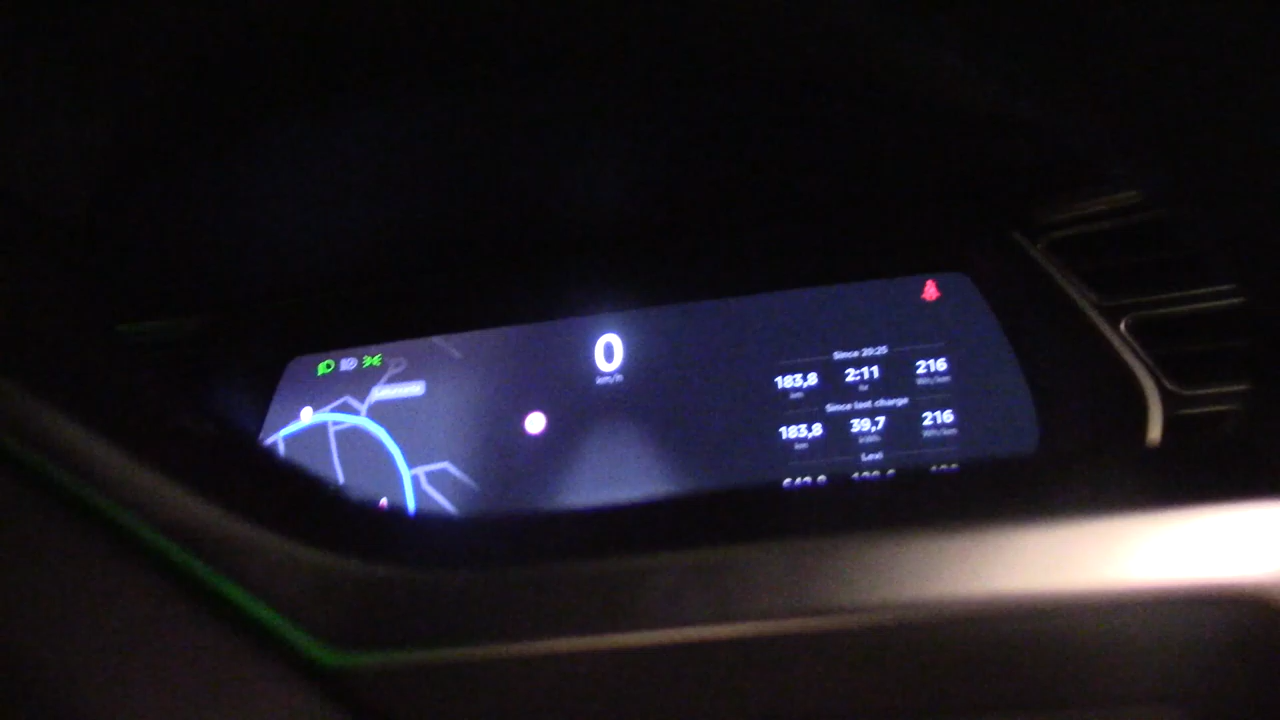 0
km/h
Since 20:25
183,8 2:11 216
km hr Wh/km
Since last charge
183,8 39,7 216
km kWh Wh/km
Lexi